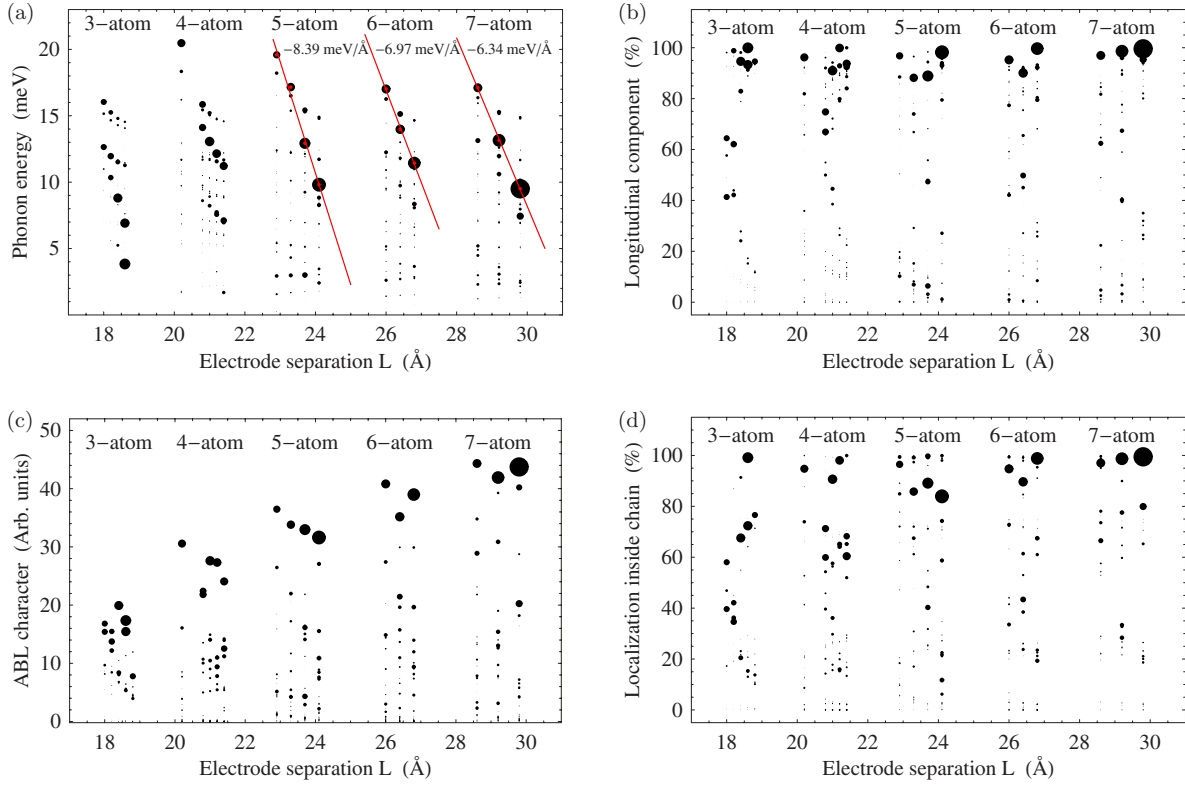 (a)
3−atom 4−atom 5−atom 6−atom 7−atom
−8.39 meV/Å −6.97 meV/Å −6.34 meV/Å
Phonon energy (meV)
20
15
10
5
18 20 22 24 26 28 30
Electrode separation L (Å)
(b)
3−atom 4−atom 5−atom 6−atom 7−atom
Longitudinal component (%)
100
80
60
40
20
0
18 20 22 24 26 28 30
Electrode separation L (Å)
(c)
3−atom 4−atom 5−atom 6−atom 7−atom
ABL character (Arb. units)
50
40
30
20
10
0
18 20 22 24 26 28 30
Electrode separation L (Å)
(d)
3−atom 4−atom 5−atom 6−atom 7−atom
Localization inside chain (%)
100
80
60
40
20
0
18 20 22 24 26 28 30
Electrode separation L (Å)